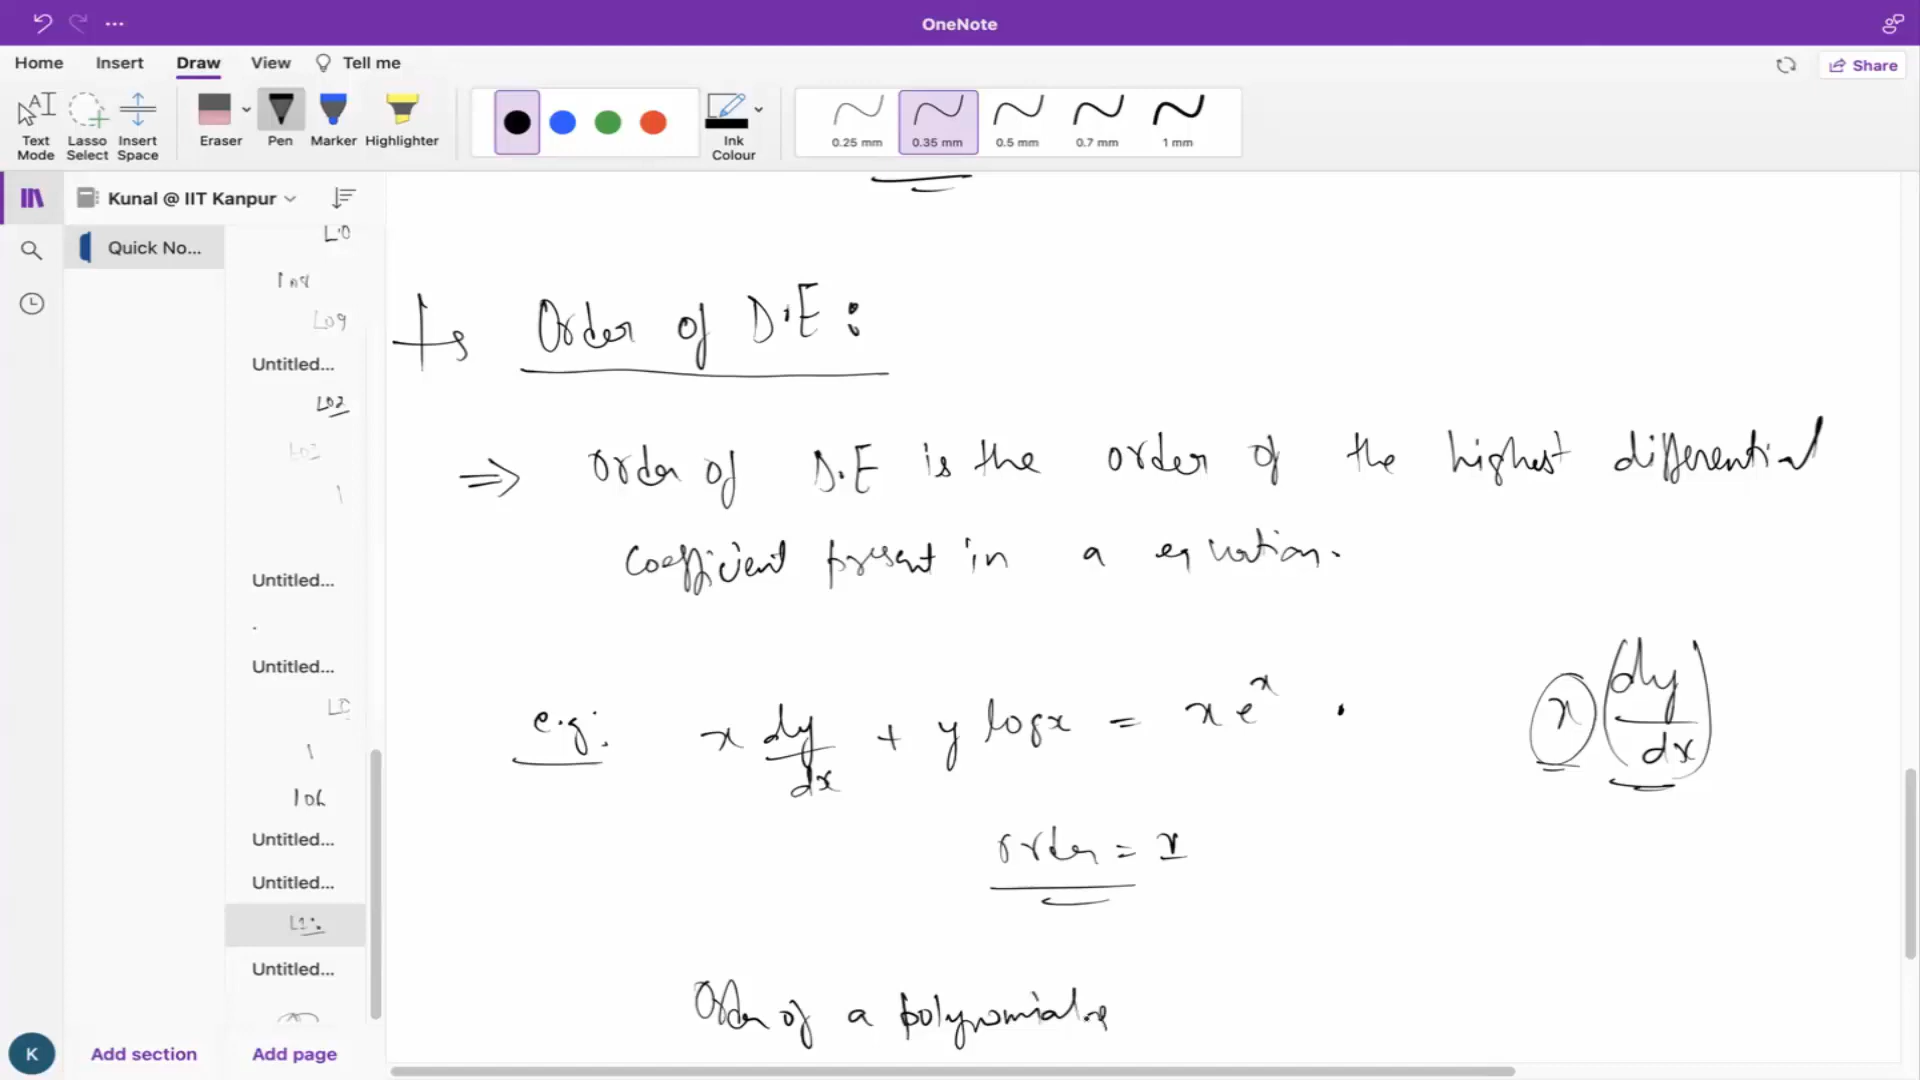 OneNote
Home Insert Draw View Tell me Share
Text Mode Lasso Select Insert Space Eraser Pen Marker Highlighter Ink Colour 0.25 mm 0.35 mm 0.5 mm 0.7 mm 1 mm
Kunal @ IIT Kanpur
Quick No...
L09
Untitled...
L02
Untitled...
Untitled...
Untitled...
Untitled...
Untitled...
K Add section Add page
Order of D.E :
⇒ order of D.E is the order of the highest differential
coefficient present in a equation.
e.g: x dy/dx + y logx = x e^x . x (dy/dx)
order = 1
Order of a polynomial